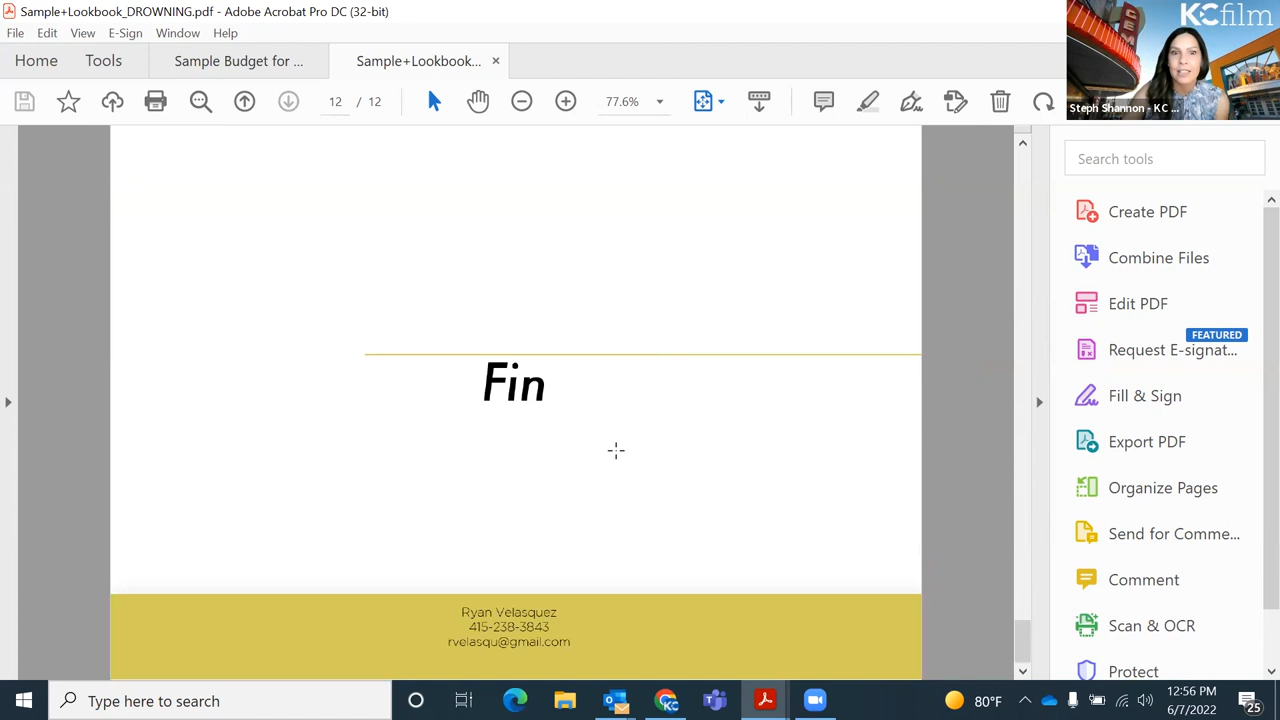 Sample+Lookbook_DROWNING.pdf - Adobe Acrobat Pro DC (32-bit)
File Edit View E-Sign Window Help
Home Tools Sample Budget for ... Sample+Lookbook... ×
12 / 12 77.6%
KCfilm
Steph Shannon - KC ...
Search tools
Create PDF
Combine Files
Edit PDF
FEATURED
Request E-signat...
Fill & Sign
Export PDF
Organize Pages
Send for Comme...
Comment
Scan & OCR
Protect
Fin
Ryan Velasquez
415-238-3843
rvelasqu@gmail.com
Type here to search
80°F
12:56 PM
6/7/2022
25